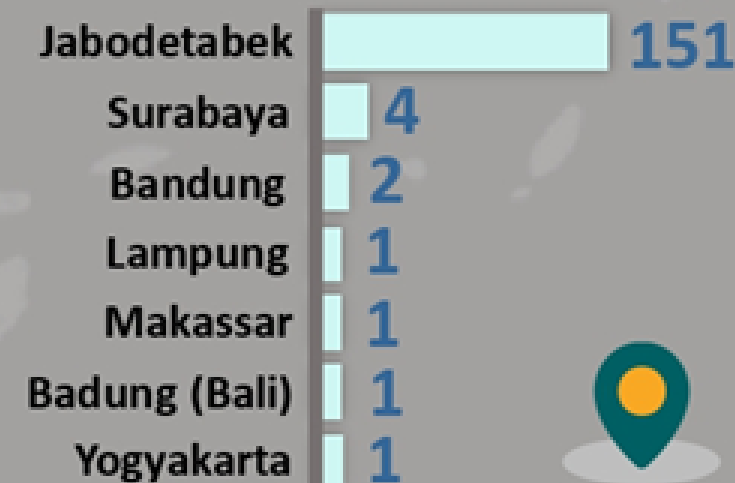 Jabodetabek 151
Surabaya 4
Bandung 2
Lampung 1
Makassar 1
Badung (Bali) 1
Yogyakarta 1